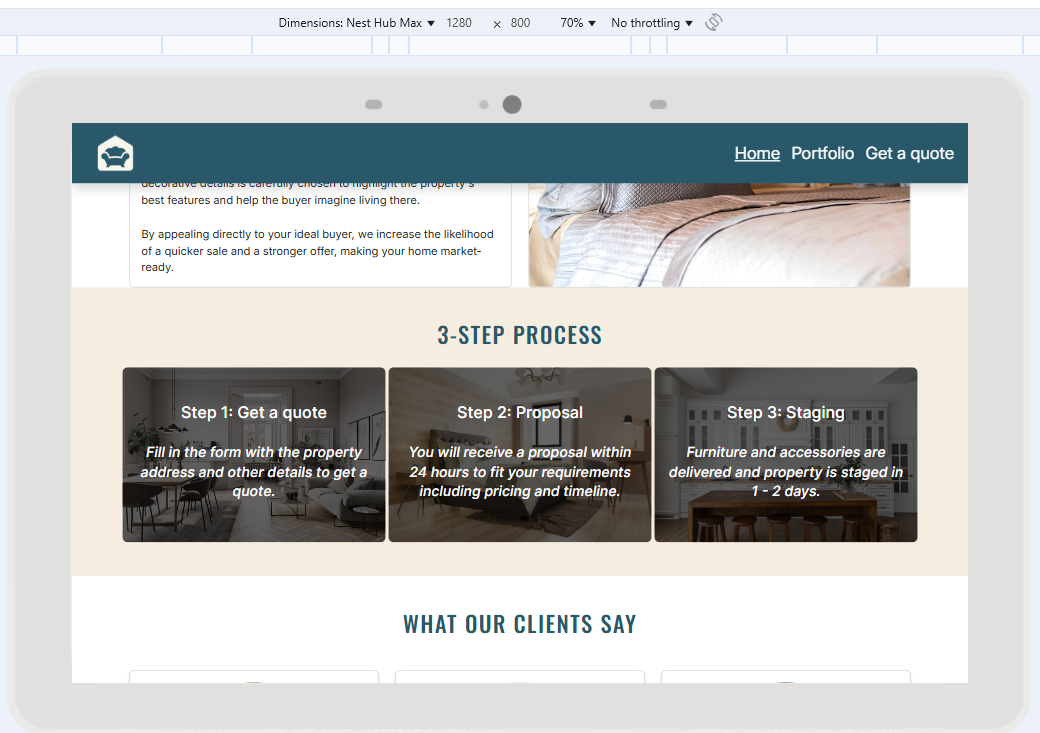 Dimensions: Nest Hub Max ▼ 1280 × 800 70% ▼ No throttling ▼
Home Portfolio Get a quote
decorative details is carefully chosen to highlight the property's
best features and help the buyer imagine living there.
By appealing directly to your ideal buyer, we increase the likelihood
of a quicker sale and a stronger offer, making your home market-
ready.
3-STEP PROCESS
Step 1: Get a quote
Fill in the form with the property
address and other details to get a
quote.
Step 2: Proposal
You will receive a proposal within
24 hours to fit your requirements
including pricing and timeline.
Step 3: Staging
Furniture and accessories are
delivered and property is staged in
1 - 2 days.
WHAT OUR CLIENTS SAY